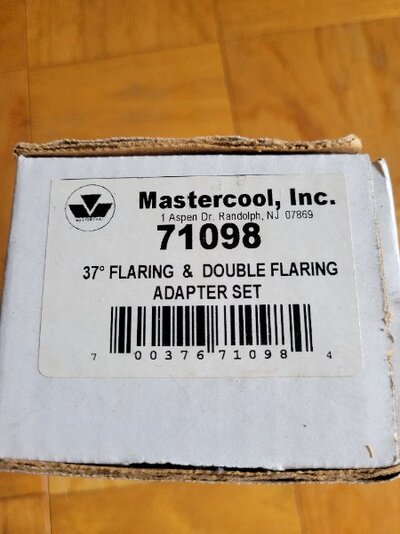 MASTERCOOL
Mastercool, Inc.
1 Aspen Dr. Randolph, NJ 07869
71098
37° FLARING & DOUBLE FLARING
ADAPTER SET
7 00376 71098 4